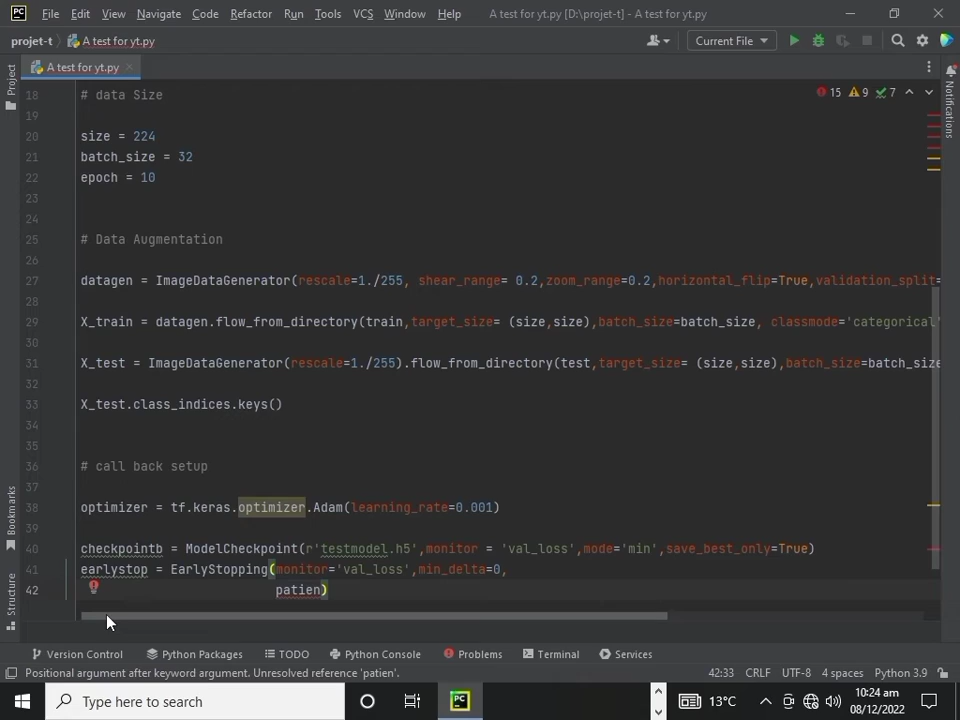 PC File Edit View Navigate Code Refactor Run Tools VCS Window Help A test for yt.py [D:\projet-t] - A test for yt.py
projet-t A test for yt.py Current File
A test for yt.py
Project
Notifications
Bookmarks
Structure
15 9 7
18 # data Size
19
20 size = 224
21 batch_size = 32
22 epoch = 10
23
24
25 # Data Augmentation
26
27 datagen = ImageDataGenerator(rescale=1./255, shear_range= 0.2,zoom_range=0.2,horizontal_flip=True,validation_split=
28
29 X_train = datagen.flow_from_directory(train,target_size= (size,size),batch_size=batch_size, classmode='categorical'
30
31 X_test = ImageDataGenerator(rescale=1./255).flow_from_directory(test,target_size= (size,size),batch_size=batch_size
32
33 X_test.class_indices.keys()
34
35
36 # call back setup
37
38 optimizer = tf.keras.optimizer.Adam(learning_rate=0.001)
39
40 checkpointb = ModelCheckpoint(r'testmodel.h5',monitor = 'val_loss',mode='min',save_best_only=True)
41 earlystop = EarlyStopping(monitor='val_loss',min_delta=0,
42 patien)
Version Control Python Packages TODO Python Console Problems Terminal Services
Positional argument after keyword argument. Unresolved reference 'patien'. 42:33 CRLF UTF-8 4 spaces Python 3.9
Type here to search PC 13°C 10:24 am
08/12/2022